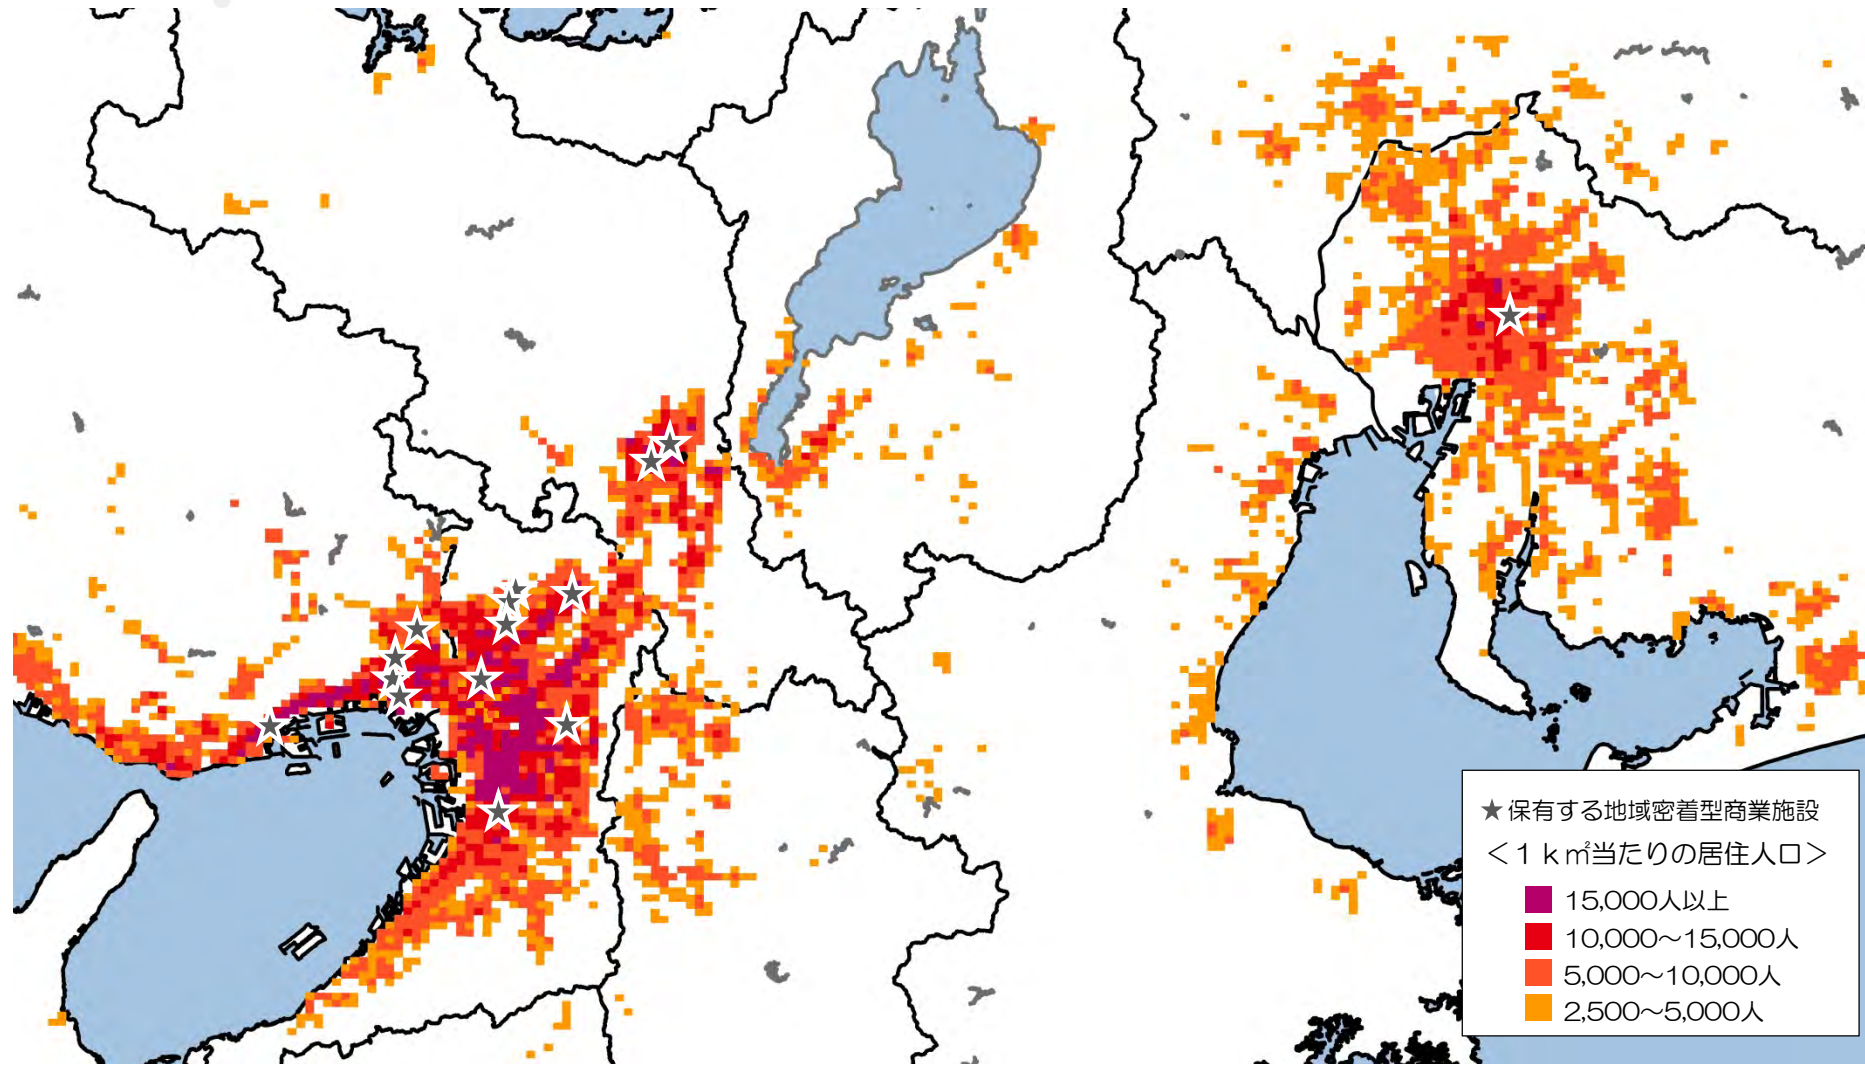 ★保有する地域密着型商業施設
＜１ｋ㎡当たりの居住人口＞
15,000人以上
10,000～15,000人
5,000～10,000人
2,500～5,000人